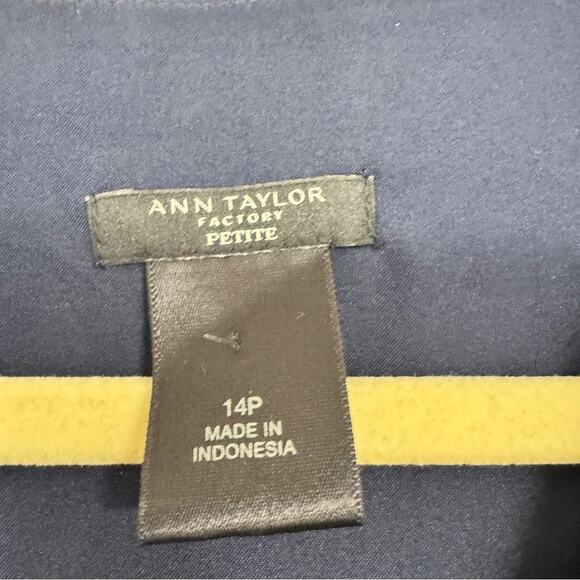 ANN TAYLOR
FACTORY
PETITE
14P
MADE IN
INDONESIA